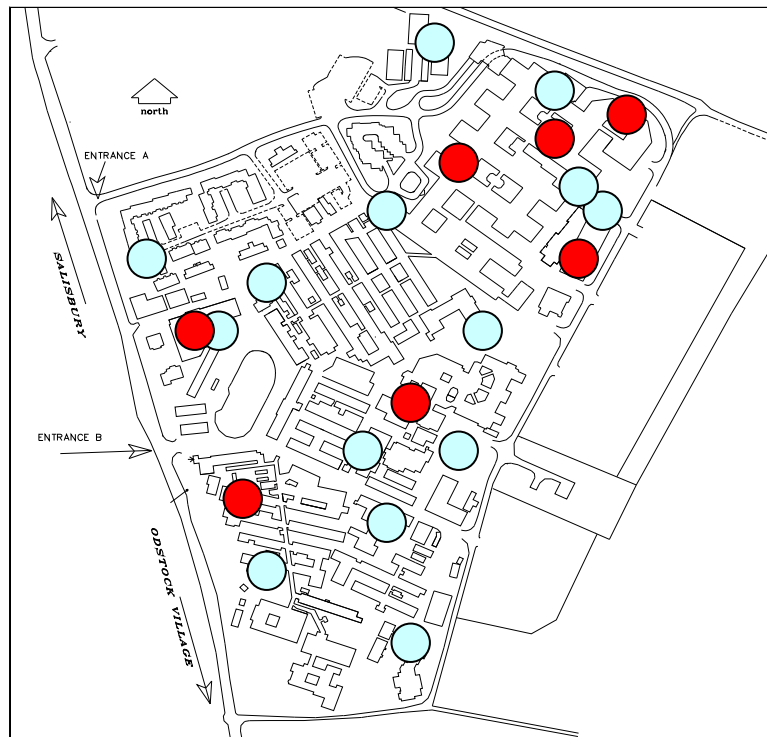 north
ENTRANCE A
SALISBURY
ENTRANCE B
ODSTOCK VILLAGE